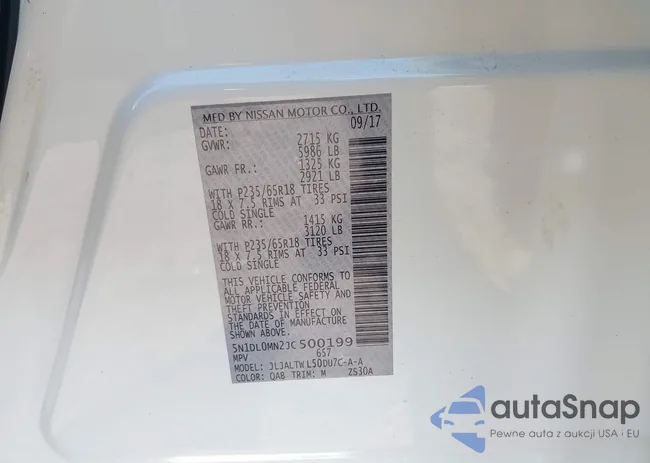 MFD BY NISSAN MOTOR CO., LTD.
DATE: 09/17
GVWR: 2715 KG
5986 LB
GAWR FR.: 1325 KG
2921 LB
WITH P235/65R18 TIRES
18 X 7.5 RIMS AT 33 PSI
COLD SINGLE
GAWR RR.: 1415 KG
3120 LB
WITH P235/65R18 TIRES
18 X 7.5 RIMS AT 33 PSI
COLD SINGLE
THIS VEHICLE CONFORMS TO
ALL APPLICABLE FEDERAL
MOTOR VEHICLE SAFETY AND
THEFT PREVENTION
STANDARDS IN EFFECT ON
THE DATE OF MANUFACTURE
SHOWN ABOVE.
5N1DL0MN2JC500199
MPV 657
MODEL: JLJALTWL50DU7C-A-A
COLOR: QAB TRIM: M ZS30A
autaSnap
Pewne auta z aukcji USA i EU